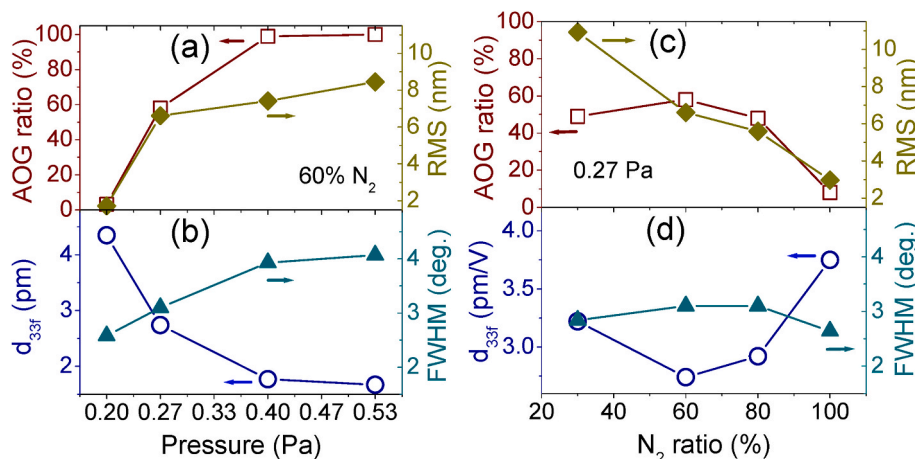 (a)
AOG ratio (%)
100
80
60
40
20
0
10
8
6
4
2
RMS (nm)
60% N2
(b)
d33f (pm)
4
3
2
4
3
2
1
FWHM (deg.)
0.20 0.27 0.33 0.40 0.47 0.53
Pressure (Pa)
(c)
AOG ratio (%)
100
80
60
40
20
0
10
8
6
4
2
RMS (nm)
0.27 Pa
(d)
d33f (pm/V)
4.0
3.5
3.0
4
3
2
FWHM (deg.)
20 40 60 80 100
N2 ratio (%)